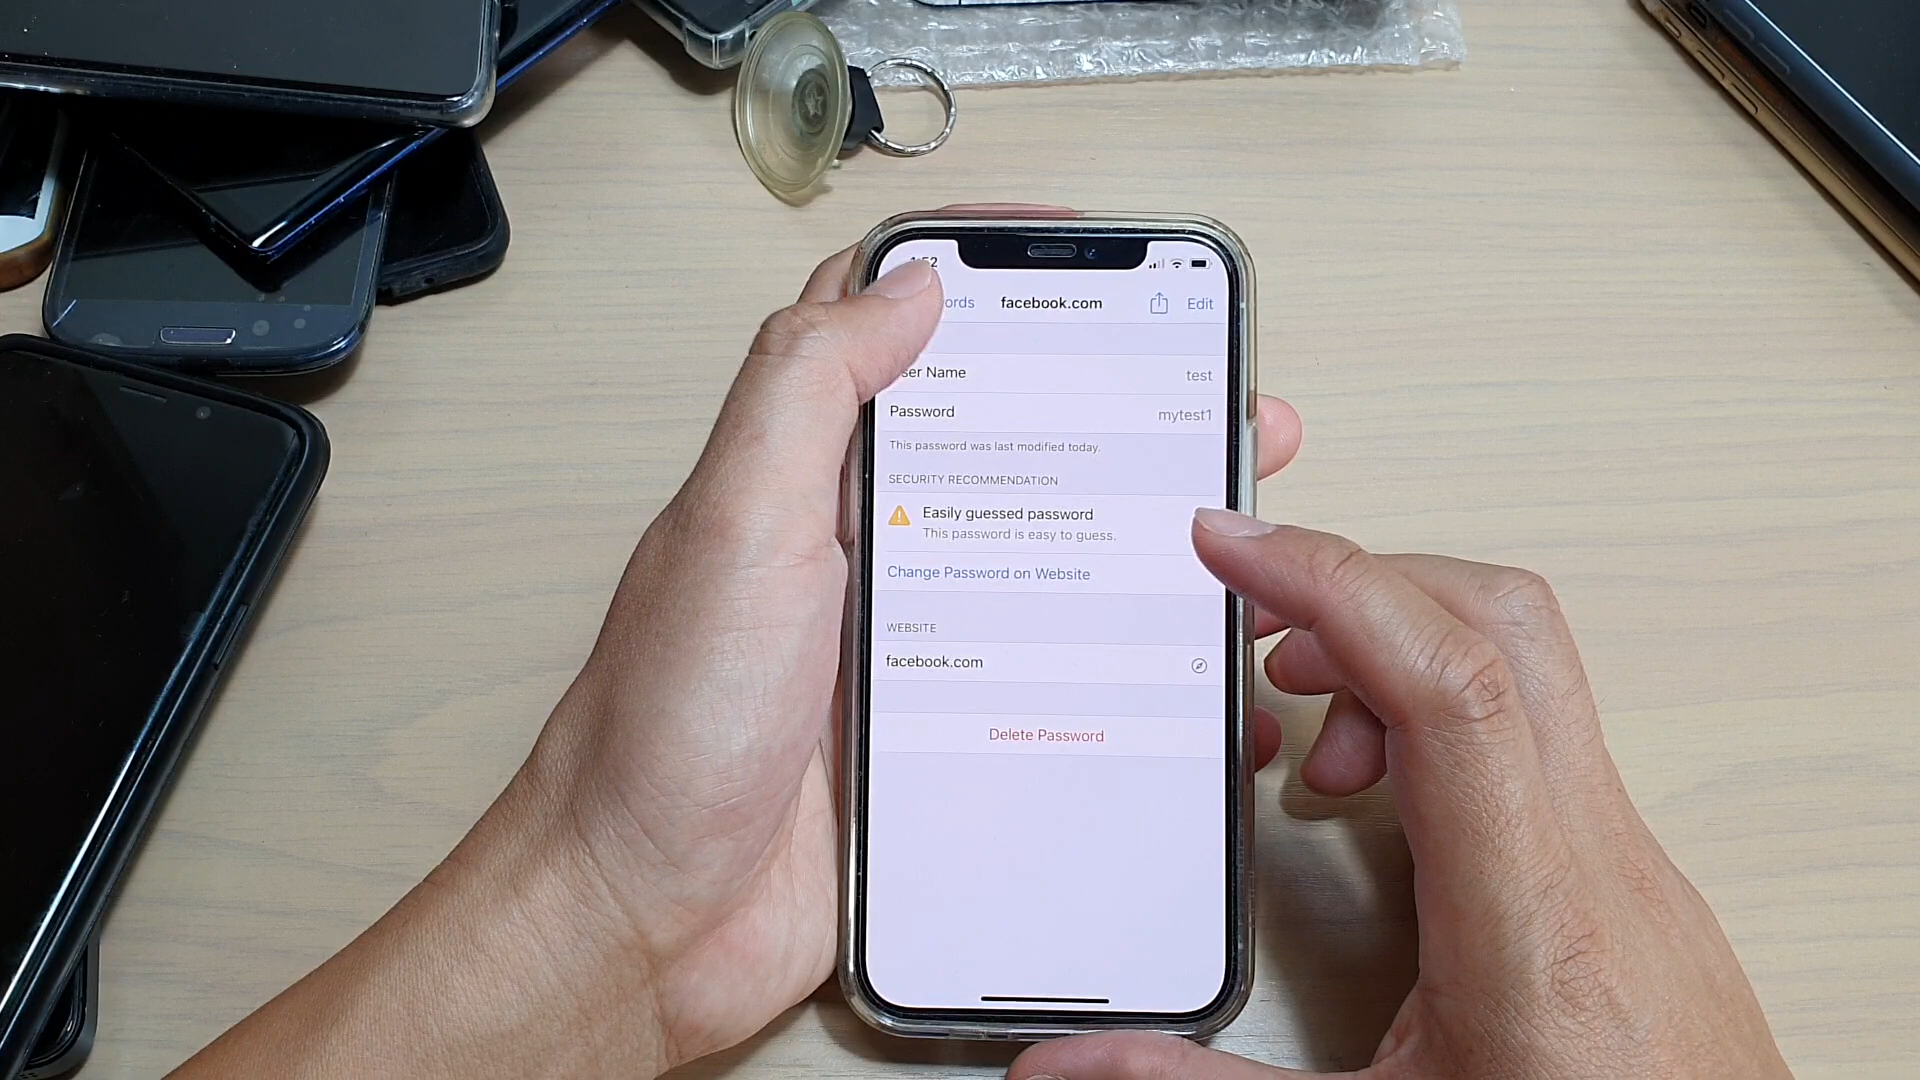 facebook.com Edit
User Name test
Password mytest1
This password was last modified today.
SECURITY RECOMMENDATION
Easily guessed password
This password is easy to guess.
Change Password on Website
WEBSITE
facebook.com
Delete Password